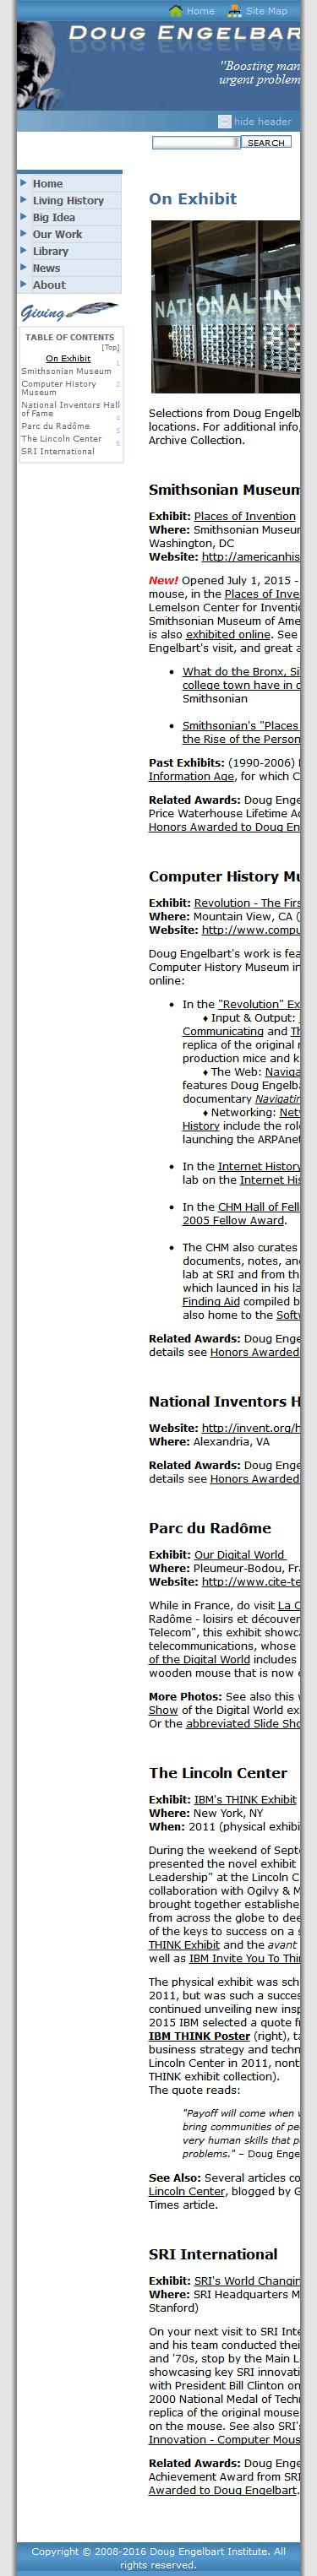 Home Site Map
DOUG ENGELBAR
"Boosting man
urgent problem
hide header
SEARCH
Home
Living History
Big Idea
Our Work
Library
News
About
Giving
TABLE OF CONTENTS
[Top]
On Exhibit
Smithsonian Museum 1
Computer History 2
Museum
National Inventors Hall
of Fame
Parc du Radôme
The Lincoln Center 5
SRI International 6
On Exhibit
NATIONAL INV
Selections from Doug Engelb
locations. For additional info,
Archive Collection.
Smithsonian Museum
Exhibit: Places of Invention
Where: Smithsonian Museur
Washington, DC
Website: http://americanhis
New! Opened July 1, 2015 -
mouse, in the Places of Inve
Lemelson Center for Inventio
Smithsonian Museum of Ame
is also exhibited online. See
Engelbart's visit, and great a
• What do the Bronx, Si
college town have in c
Smithsonian
• Smithsonian's "Places
the Rise of the Person
Past Exhibits: (1990-2006) I
Information Age, for which C
Related Awards: Doug Enge
Price Waterhouse Lifetime Ac
Honors Awarded to Doug En
Computer History Mu
Exhibit: Revolution - The Firs
Where: Mountain View, CA (
Website: http://www.compu
Doug Engelbart's work is fea
Computer History Museum in
online:
• In the "Revolution" Ex
♦ Input & Output:
Communicating and Th
replica of the original r
production mice and k
♦ The Web: Naviga
features Doug Engelba
documentary Navigatin
♦ Networking: Net
History include the role
launching the ARPAnet
• In the Internet History
lab on the Internet His
• In the CHM Hall of Fell
2005 Fellow Award.
• The CHM also curates
documents, notes, and
lab at SRI and from th
which launced in his la
Finding Aid compiled b
also home to the Softw
Related Awards: Doug Enge
details see Honors Awarded
National Inventors H
Website: http://invent.org/h
Where: Alexandria, VA
Related Awards: Doug Enge
details see Honors Awarded
Parc du Radôme
Exhibit: Our Digital World
Where: Pleumeur-Bodou, Fra
Website: http://www.cite-te
While in France, do visit La C
Radôme - loisirs et découver
Telecom", this exhibit showca
telecommunications, whose
of the Digital World includes
wooden mouse that is now e
More Photos: See also this v
Show of the Digital World ex
Or the abbreviated Slide Sho
The Lincoln Center
Exhibit: IBM's THINK Exhibit
Where: New York, NY
When: 2011 (physical exhibi
During the weekend of Septe
presented the novel exhibit
Leadership" at the Lincoln C
collaboration with Ogilvy & M
brought together establishe
from across the globe to dee
of the keys to success on a s
THINK Exhibit and the avant
well as IBM Invite You To Thin
The physical exhibit was sch
2011, but was such a succes
continued unveiling new insp
2015 IBM selected a quote fr
IBM THINK Poster (right), ta
business strategy and techn
Lincoln Center in 2011, nont
THINK exhibit collection).
The quote reads:
"Payoff will come when w
bring communities of peo
very human skills that p
problems." – Doug Enge
See Also: Several articles co
Lincoln Center, blogged by G
Times article.
SRI International
Exhibit: SRI's World Changin
Where: SRI Headquarters M
Stanford)
On your next visit to SRI Inte
and his team conducted thei
and '70s, stop by the Main L
showcasing key SRI innovati
with President Bill Clinton on
2000 National Medal of Tech
replica of the original mouse
on the mouse. See also SRI's
Innovation - Computer Mous
Related Awards: Doug Enge
Achievement Award from SRI
Awarded to Doug Engelbart.
Copyright © 2008-2016 Doug Engelbart Institute. All
rights reserved.